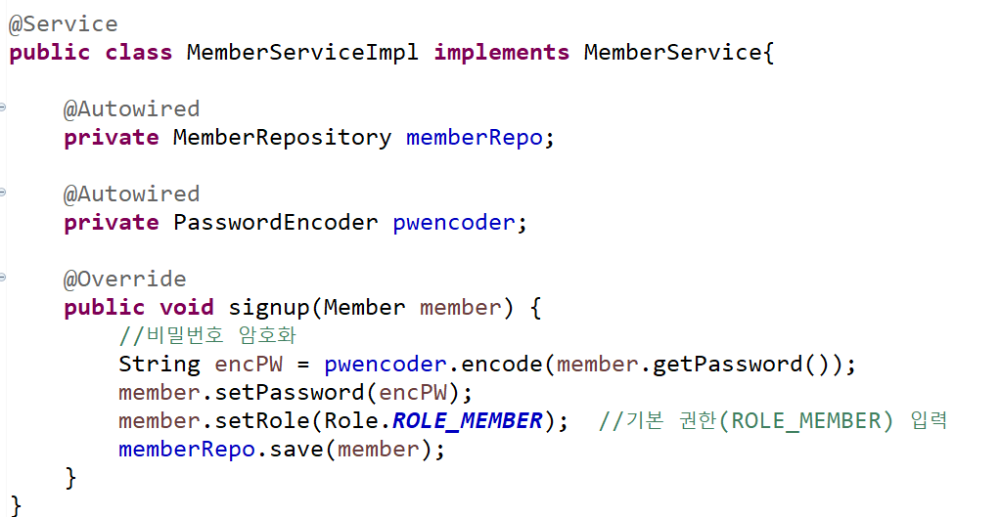 @Service
public class MemberServiceImpl implements MemberService{
@Autowired
private MemberRepository memberRepo;
@Autowired
private PasswordEncoder pwencoder;
@Override
public void signup(Member member) {
//비밀번호 암호화
String encPW = pwencoder.encode(member.getPassword());
member.setPassword(encPW);
member.setRole(Role.ROLE_MEMBER); //기본 권한(ROLE_MEMBER) 입력
memberRepo.save(member);
}
}